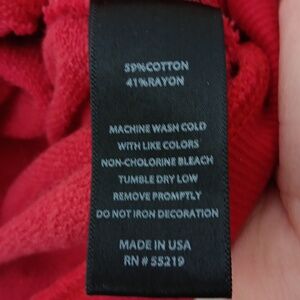 59%COTTON
41%RAYON
MACHINE WASH COLD
WITH LIKE COLORS
NON-CHOLORINE BLEACH
TUMBLE DRY LOW
REMOVE PROMPTLY
DO NOT IRON DECORATION
MADE IN USA
RN # 55219